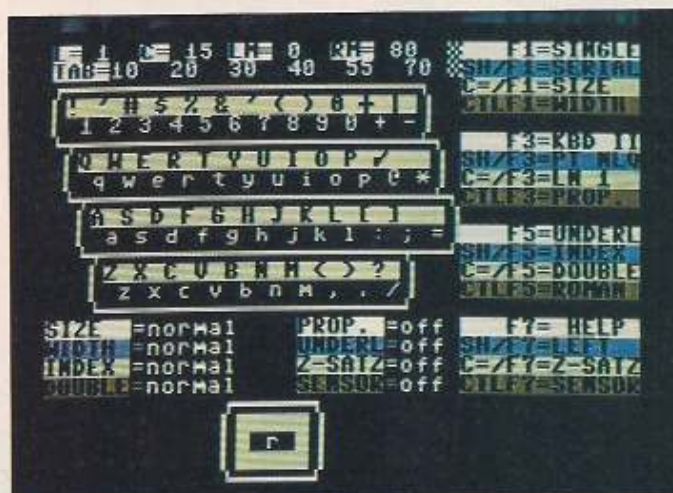 L= 1 C= 15 LM= 0 RM= 80 F1=SINGLE
TAB=10 20 30 40 55 70 SH/F1=SERIAL
C=/F1=SIZE
CTLF1=WIDTH
! " # $ % & ' ( ) 0 + |
1 2 3 4 5 6 7 8 9 0 + -
F3=KBD II
SH/F3=PT NLQ
C=/F3=LM 1
CTLF3=PROP.
Q W E R T Y U I O P ✓
q w e r t y u i o p @ *
A S D F G H J K L [ ]
a s d f g h j k l : ; =
F5=UNDERL
SH/F5=INDEX
C=/F5=DOUBLE
CTLF5=ROMAN
Z X C V B N M < > ?
z x c v b n m , . /
SIZE =normal PROP. =off F7= HELP
WIDTH =normal UNDERL=off SH/F7=LEFT
INDEX =normal Z-SATZ=off C=/F7=Z-SATZ
DOUBLE=normal SENSOR=off CTLF7=SENSOR
r